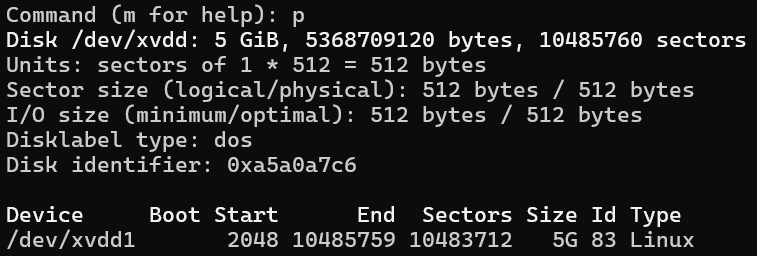 Command (m for help): p
Disk /dev/xvdd: 5 GiB, 5368709120 bytes, 10485760 sectors
Units: sectors of 1 * 512 = 512 bytes
Sector size (logical/physical): 512 bytes / 512 bytes
I/O size (minimum/optimal): 512 bytes / 512 bytes
Disklabel type: dos
Disk identifier: 0xa5a0a7c6

Device     Boot Start      End  Sectors Size Id Type
/dev/xvdd1       2048 10485759 10483712   5G 83 Linux